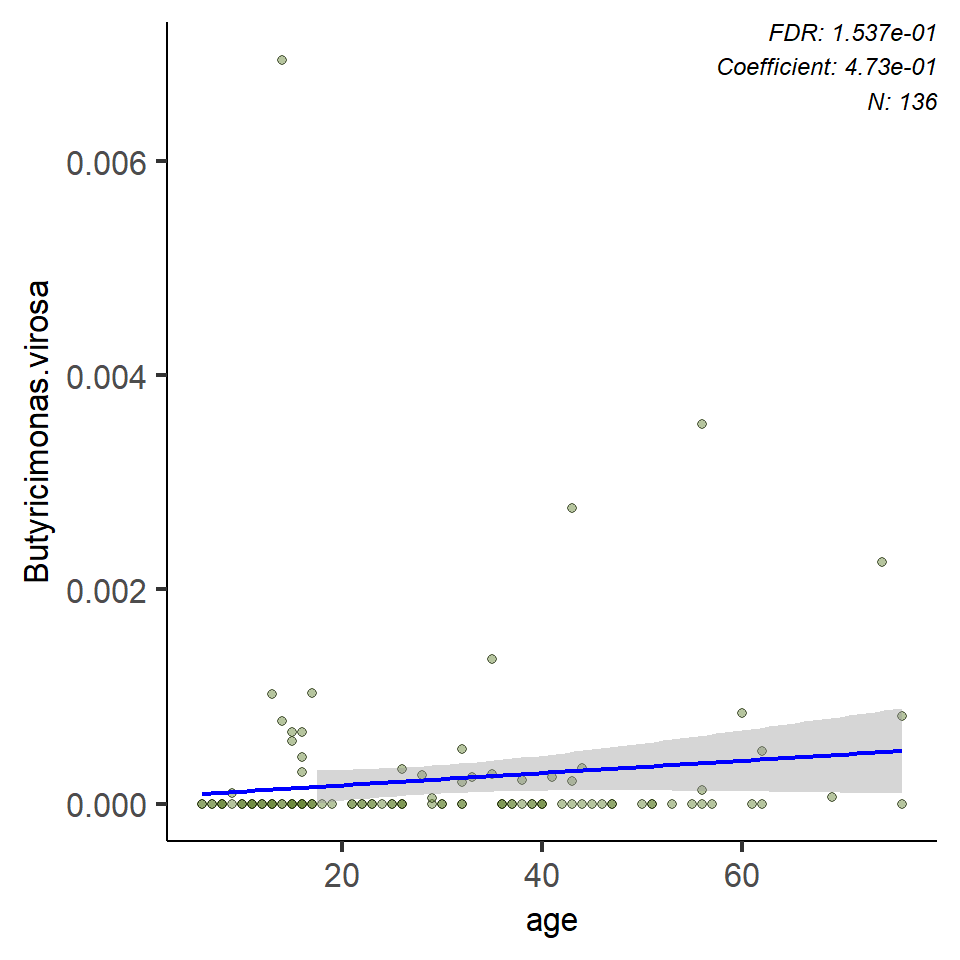 FDR: 1.537e-01
Coefficient: 4.73e-01
N: 136
0.006
0.004
0.002
0.000
Butyricimonas.virosa
20 40 60
age